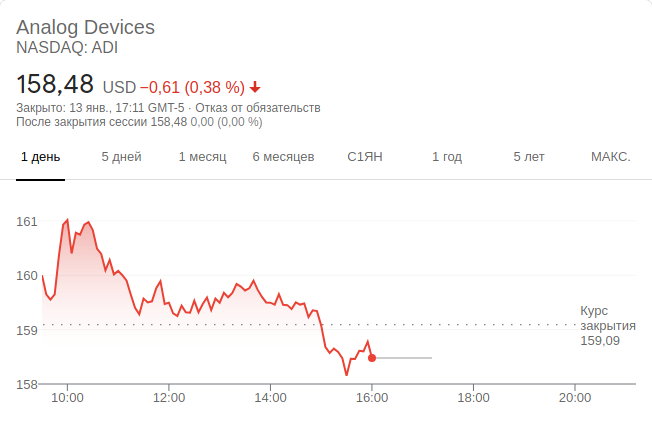 Analog Devices
NASDAQ: ADI
158,48 USD −0,61 (0,38 %)
Закрыто: 13 янв., 17:11 GMT-5 · Отказ от обязательств
После закрытия сессии 158,48 0,00 (0,00 %)
1 день 5 дней 1 месяц 6 месяцев С1ЯН 1 год 5 лет МАКС.
161
160
Курс
159 закрытия
159,09
158
10:00 12:00 14:00 16:00 18:00 20:00